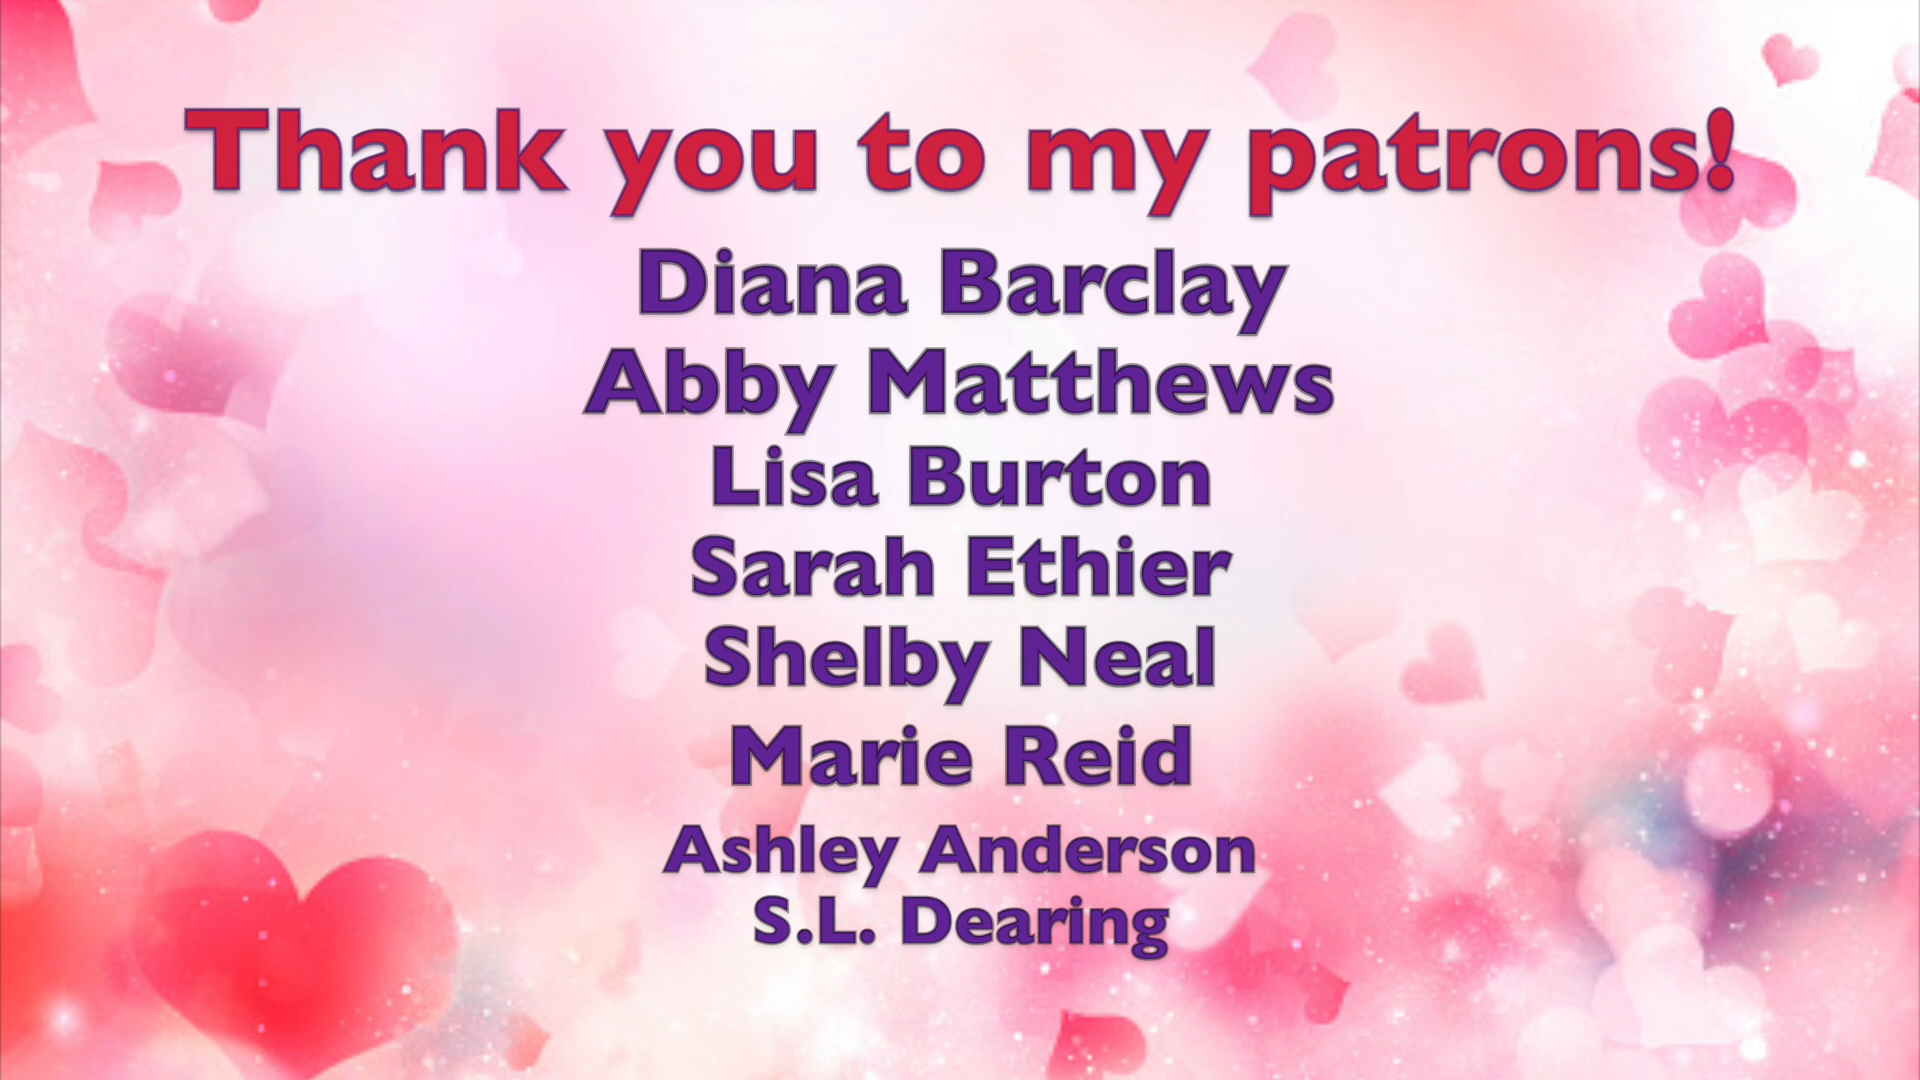 Thank you to my patrons!
Diana Barclay
Abby Matthews
Lisa Burton
Sarah Ethier
Shelby Neal
Marie Reid
Ashley Anderson
S.L. Dearing